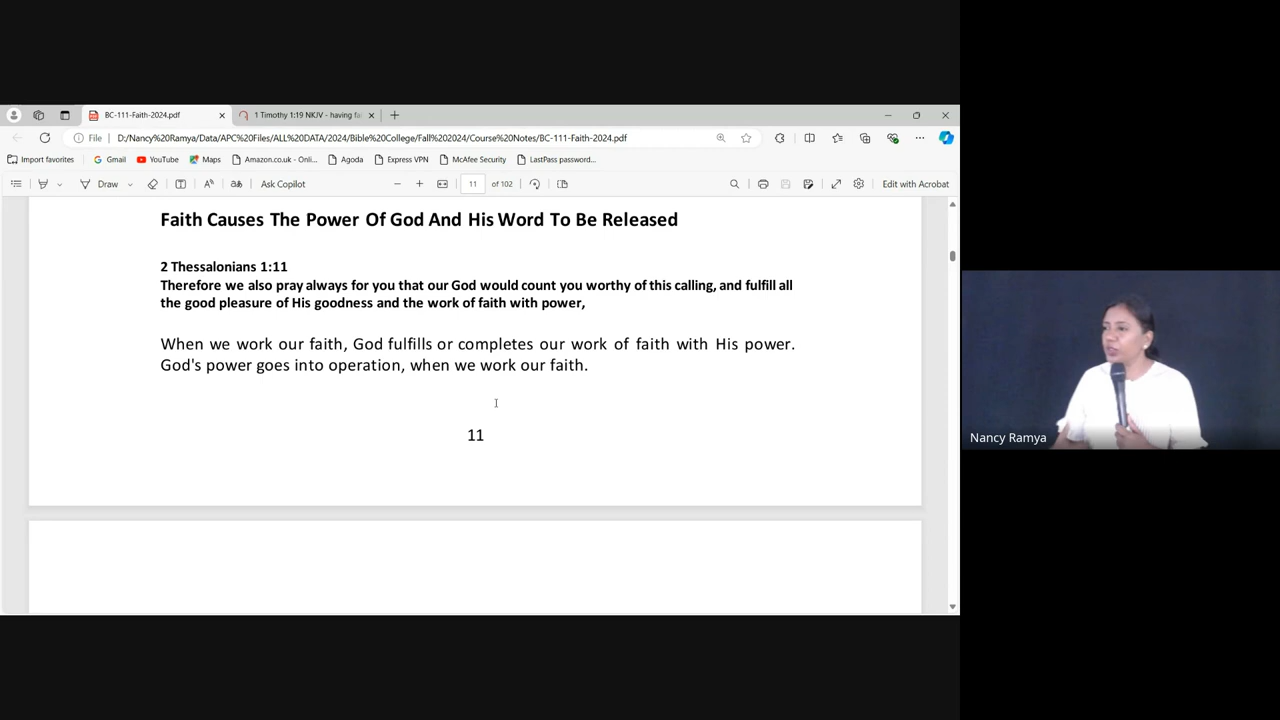 BC-111-Faith-2024.pdf
1 Timothy 1:19 NKJV - having fa
File
D:/Nancy%20Ramya/Data/APC%20Files/ALL%20DATA/2024/Bible%20College/Fall%202024/Course%20Notes/BC-111-Faith-2024.pdf
Import favorites
Gmail
YouTube
Maps
Amazon.co.uk - Onli...
Agoda
Express VPN
McAfee Security
LastPass password...
Draw
Ask Copilot
11 of 102
Edit with Acrobat
Faith Causes The Power Of God And His Word To Be Released
2 Thessalonians 1:11
Therefore we also pray always for you that our God would count you worthy of this calling, and fulfill all
the good pleasure of His goodness and the work of faith with power,
When we work our faith, God fulfills or completes our work of faith with His power.
God's power goes into operation, when we work our faith.
11
Nancy Ramya